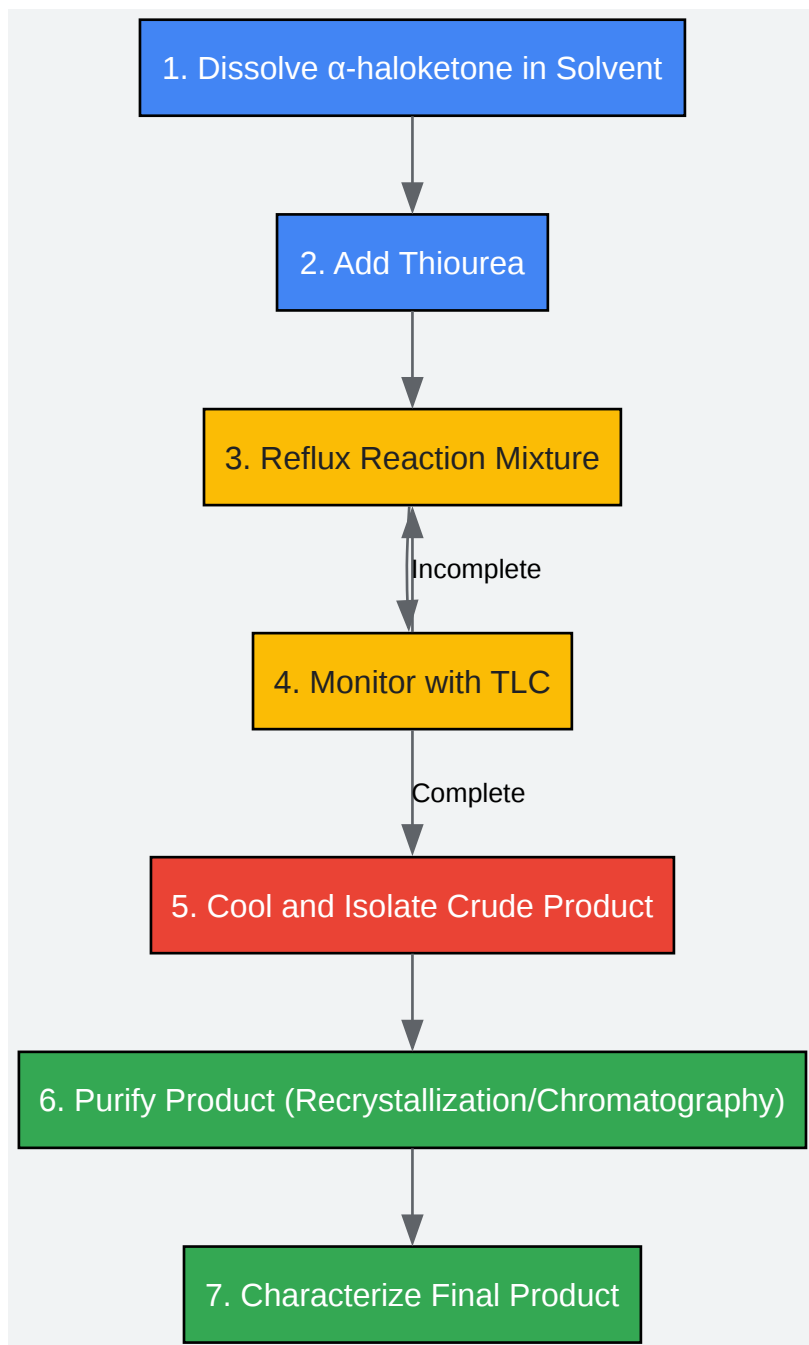 1. Dissolve α-haloketone in Solvent
2. Add Thiourea
3. Reflux Reaction Mixture
Incomplete
4. Monitor with TLC
Complete
5. Cool and Isolate Crude Product
6. Purify Product (Recrystallization/Chromatography)
7. Characterize Final Product